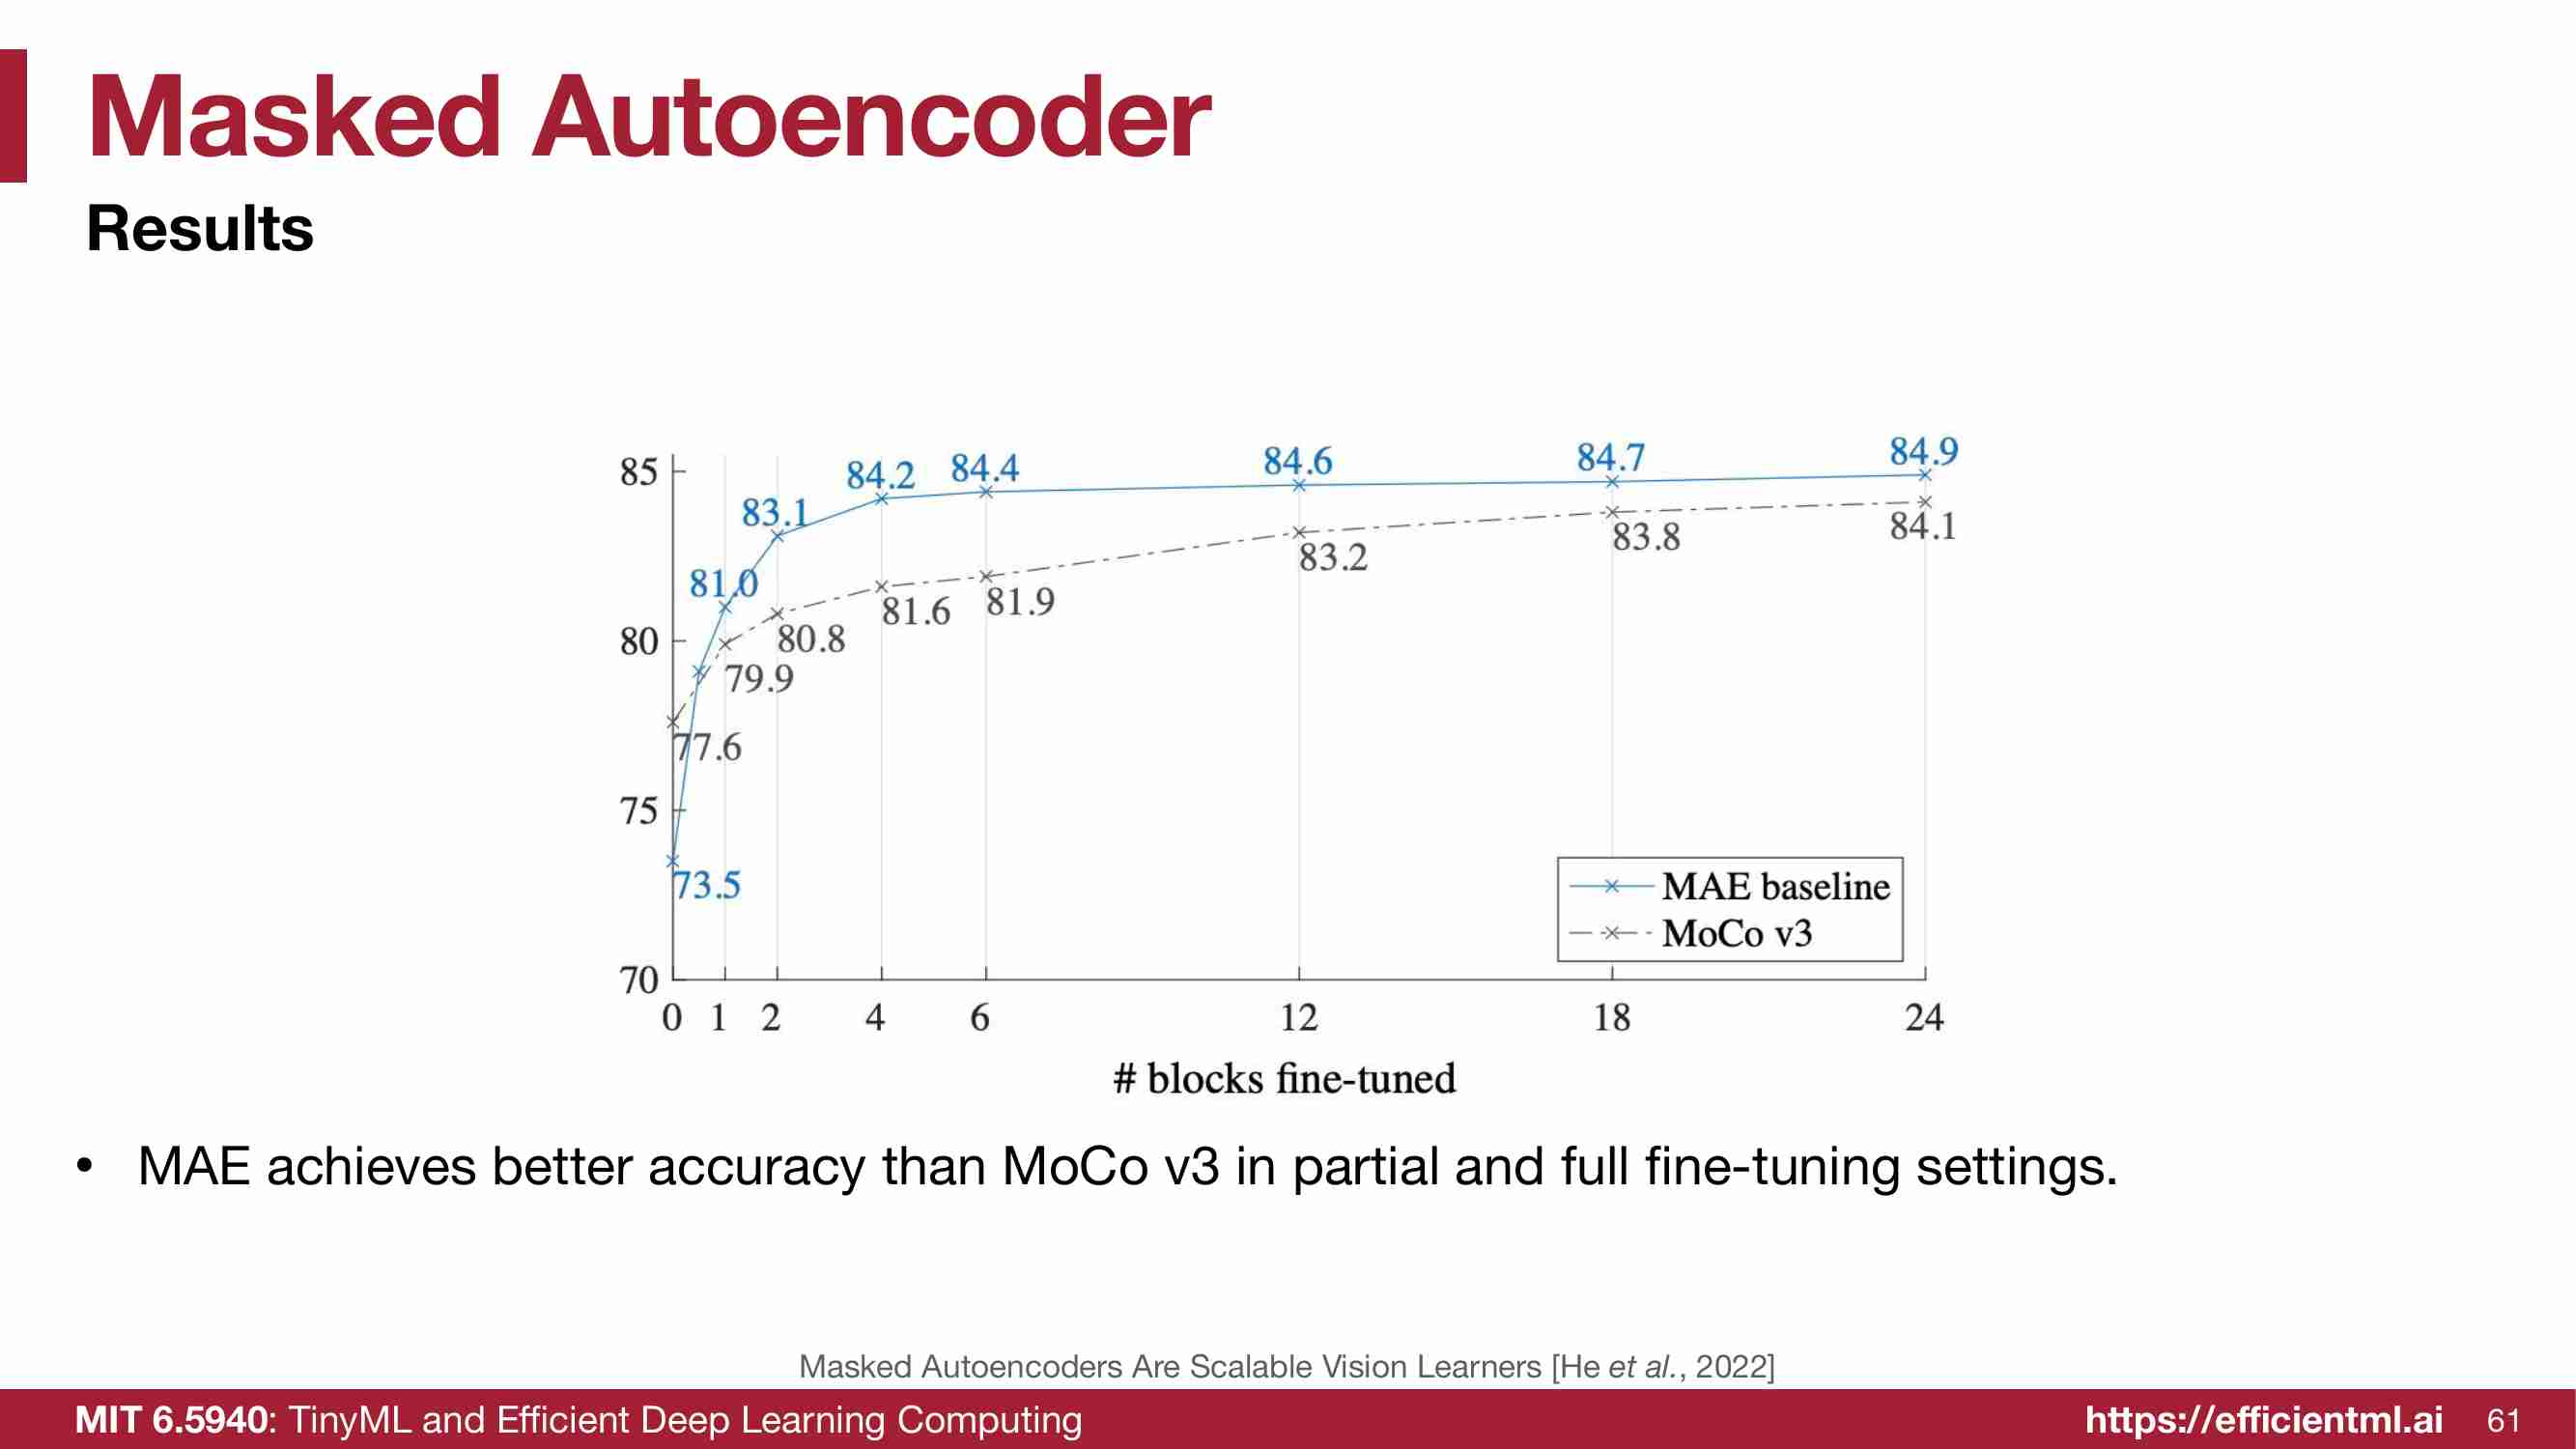 Masked Autoencoder
Results
85
80
75
70
84.2
84.4
84.6
84.7
84.9
83.1
81.0
73.5
84.1
83.8
83.2
81.9
81.6
80.8
79.9
77.6
MAE baseline
MoCo v3
0 1 2 4 6 12 18 24
# blocks fine-tuned
• MAE achieves better accuracy than MoCo v3 in partial and full fine-tuning settings.
Masked Autoencoders Are Scalable Vision Learners [He et al., 2022]
MIT 6.5940: TinyML and Efficient Deep Learning Computing https://efficientml.ai 61